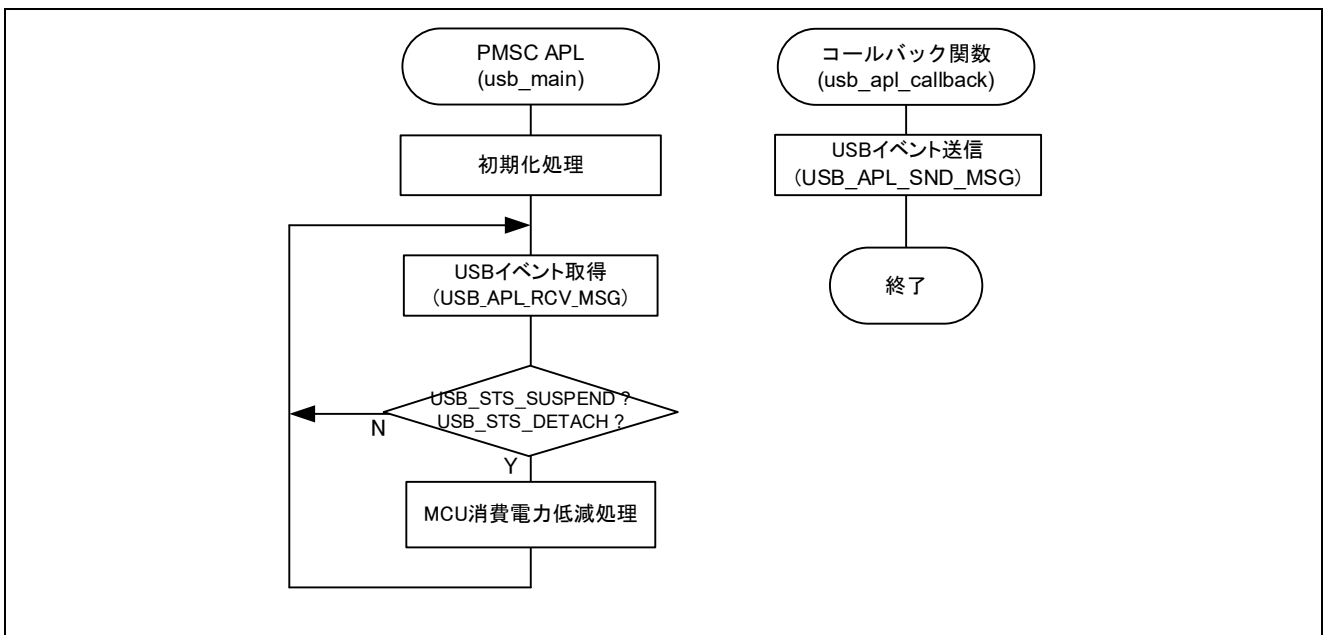 PMSC APL
(usb_main)
初期化処理
USBイベント取得
(USB_APL_RCV_MSG)
USB_STS_SUSPEND ?
USB_STS_DETACH ?
N
Y
MCU消費電力低減処理
コールバック関数
(usb_apl_callback)
USBイベント送信
(USB_APL_SND_MSG)
終了